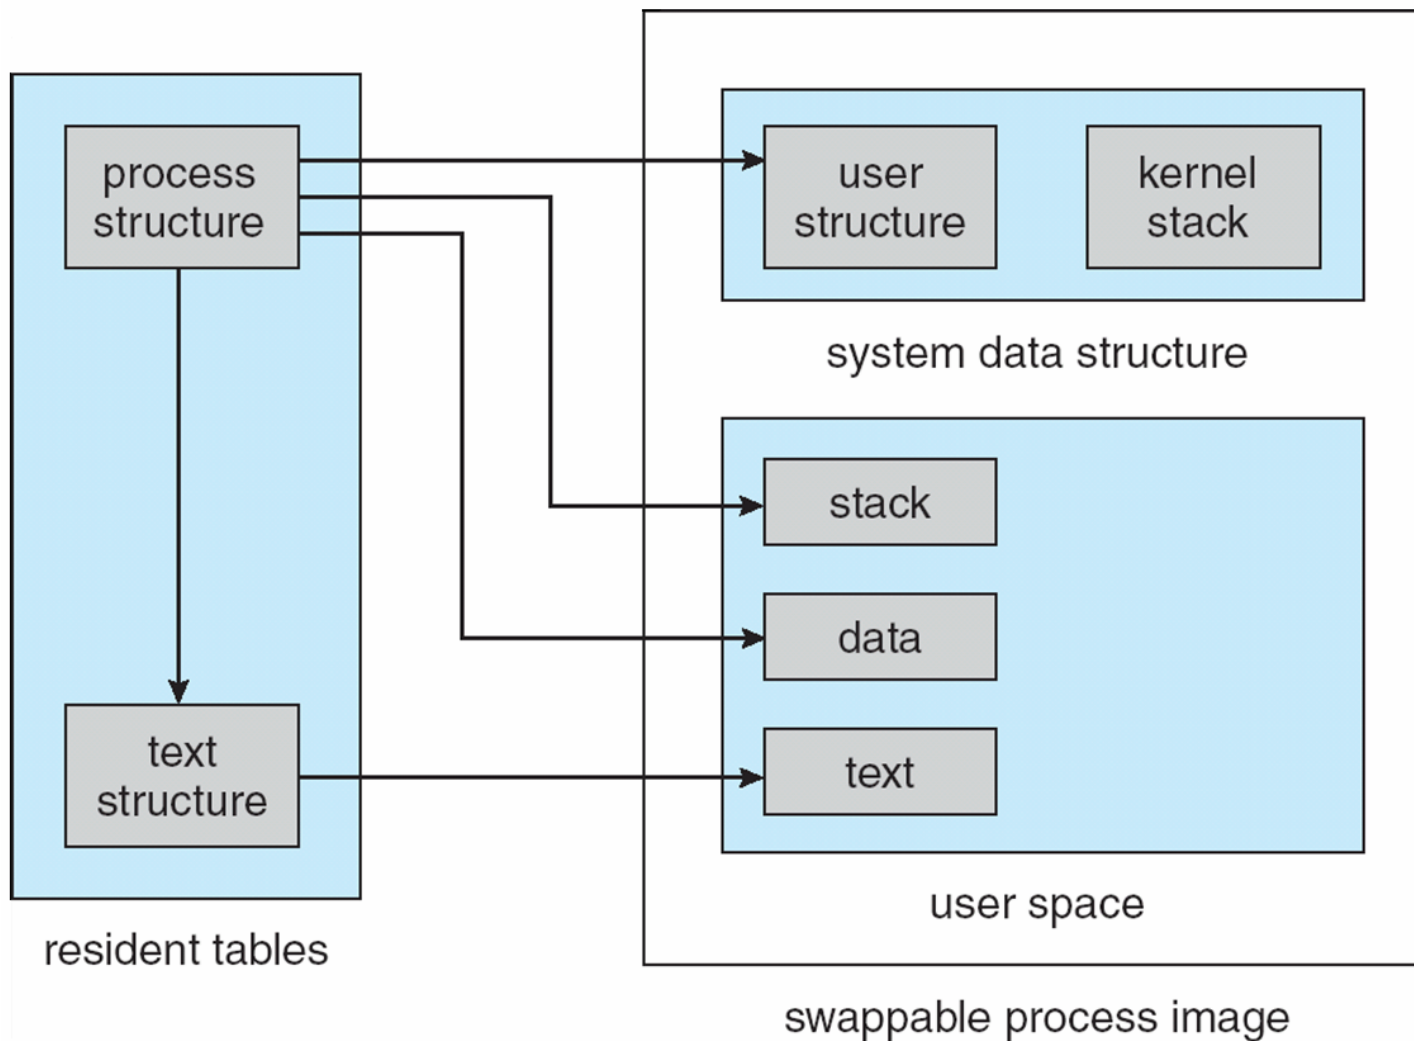 process
structure
user
structure
kernel
stack
system data structure
stack
data
text
structure
text
user space
resident tables
swappable process image